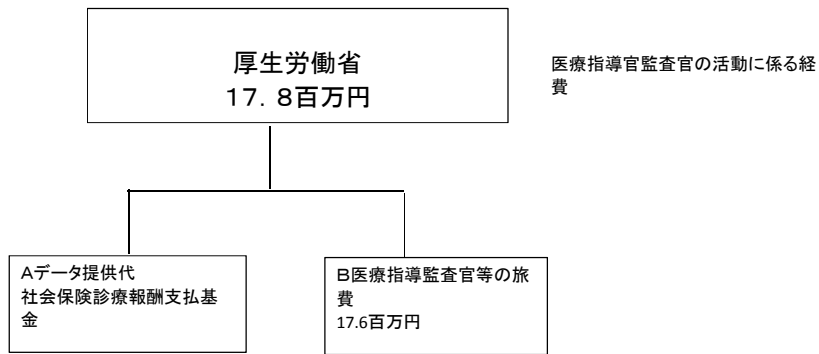 厚生労働省
17．8百万円
医療指導官監査官の活動に係る経
費
Aデータ提供代
社会保険診療報酬支払基
金
B医療指導監査官等の旅
費
17.6百万円